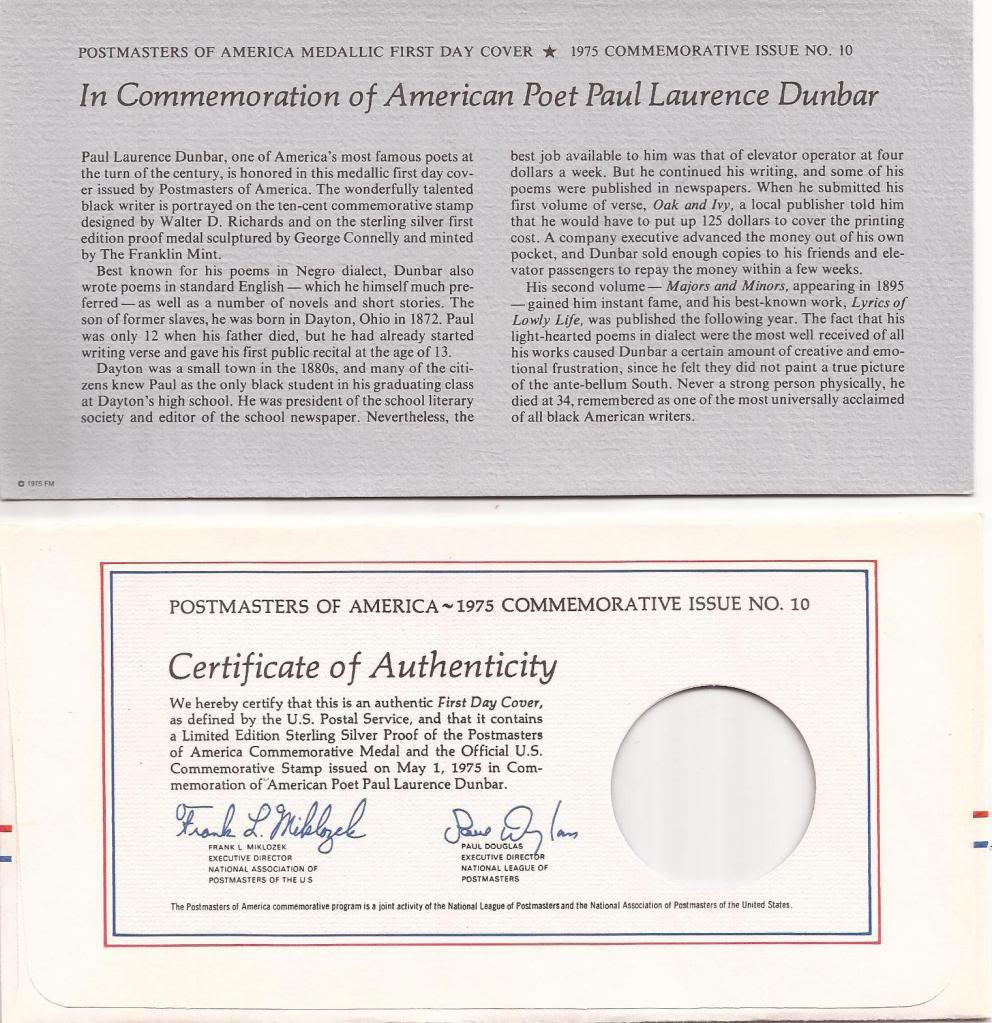 POSTMASTERS OF AMERICA MEDALLIC FIRST DAY COVER ★ 1975 COMMEMORATIVE ISSUE NO. 10
In Commemoration of American Poet Paul Laurence Dunbar
Paul Laurence Dunbar, one of America's most famous poets at
the turn of the century, is honored in this medallic first day cov-
er issued by Postmasters of America. The wonderfully talented
black writer is portrayed on the ten-cent commemorative stamp
designed by Walter D. Richards and on the sterling silver first
edition proof medal sculptured by George Connelly and minted
by The Franklin Mint.
Best known for his poems in Negro dialect, Dunbar also
wrote poems in standard English — which he himself much pre-
ferred — as well as a number of novels and short stories. The
son of former slaves, he was born in Dayton, Ohio in 1872. Paul
was only 12 when his father died, but he had already started
writing verse and gave his first public recital at the age of 13.
Dayton was a small town in the 1880s, and many of the citi-
zens knew Paul as the only black student in his graduating class
at Dayton's high school. He was president of the school literary
society and editor of the school newspaper. Nevertheless, the
best job available to him was that of elevator operator at four
dollars a week. But he continued his writing, and some of his
poems were published in newspapers. When he submitted his
first volume of verse, Oak and Ivy, a local publisher told him
that he would have to put up 125 dollars to cover the printing
cost. A company executive advanced the money out of his own
pocket, and Dunbar sold enough copies to his friends and ele-
vator passengers to repay the money within a few weeks.
His second volume — Majors and Minors, appearing in 1895
— gained him instant fame, and his best-known work, Lyrics of
Lowly Life, was published the following year. The fact that his
light-hearted poems in dialect were the most well received of all
his works caused Dunbar a certain amount of creative and emo-
tional frustration, since he felt they did not paint a true picture
of the ante-bellum South. Never a strong person physically, he
died at 34, remembered as one of the most universally acclaimed
of all black American writers.
© 1975 FM
POSTMASTERS OF AMERICA~1975 COMMEMORATIVE ISSUE NO. 10
Certificate of Authenticity
We hereby certify that this is an authentic First Day Cover,
as defined by the U.S. Postal Service, and that it contains
a Limited Edition Sterling Silver Proof of the Postmasters
of America Commemorative Medal and the Official U.S.
Commemorative Stamp issued on May 1, 1975 in Com-
memoration of American Poet Paul Laurence Dunbar.
Frank L. Miklozek
FRANK L MIKLOZEK
EXECUTIVE DIRECTOR
NATIONAL ASSOCIATION OF
POSTMASTERS OF THE U S
Paul Douglas
PAUL DOUGLAS
EXECUTIVE DIRECTOR
NATIONAL LEAGUE OF
POSTMASTERS
The Postmasters of America commemorative program is a joint activity of the National League of Postmasters and the National Association of Postmasters of the United States.